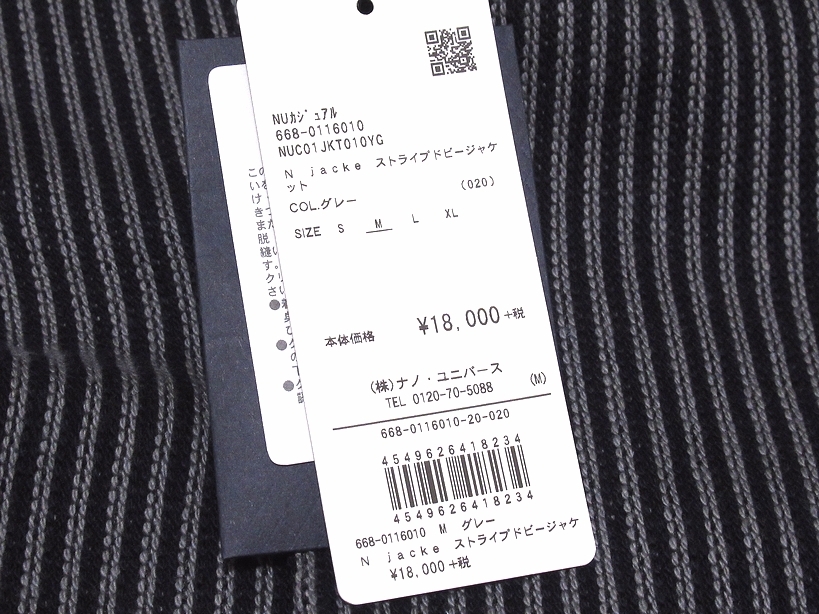 NUｶｼﾞｭｱﾙ
668-0116010
NUC01JKT010YG
N jacke ストライプドビージャケ
ット
COL.グレー (020)
SIZE S M L XL
本体価格 ¥18,000+税
(株)ナノ・ユニバース
TEL 0120-70-5088 (M)
668-0116010-20-020
4549626418234
4549626418234
668-0116010 M グレー
N jacke ストライプドビージャケ
¥18,000+税